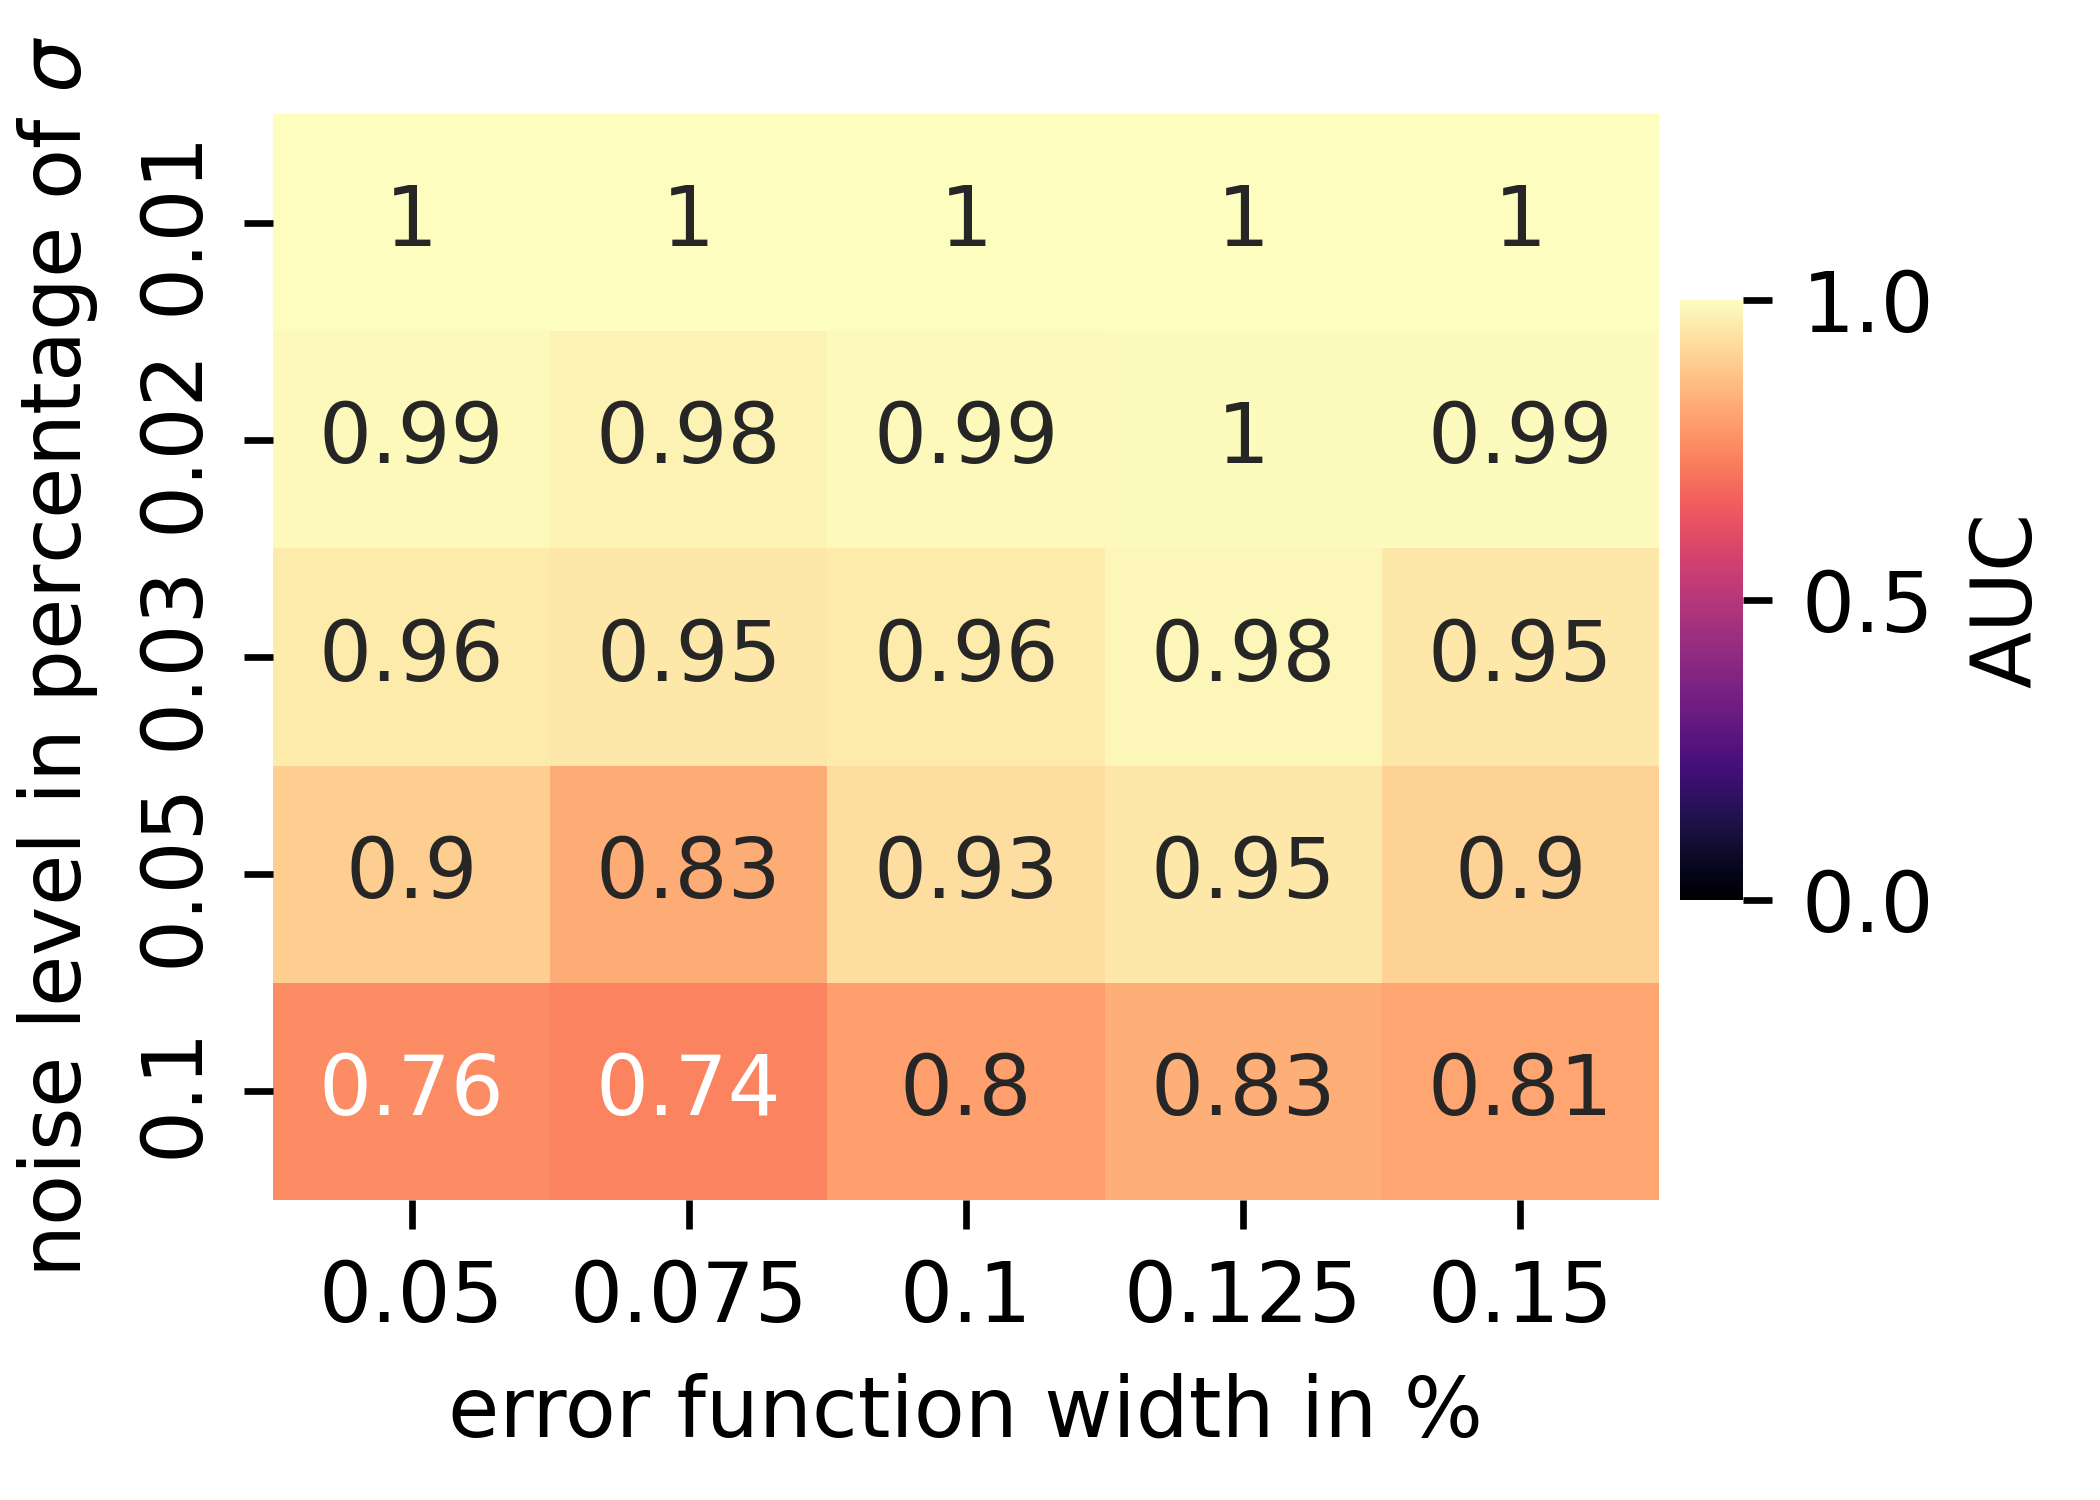 noise level in percentage of σ
0.01 1 1 1 1 1
0.02 0.99 0.98 0.99 1 0.99
0.03 0.96 0.95 0.96 0.98 0.95
0.05 0.9 0.83 0.93 0.95 0.9
0.1 0.76 0.74 0.8 0.83 0.81
0.05 0.075 0.1 0.125 0.15
error function width in %
1.0
0.5
0.0
AUC